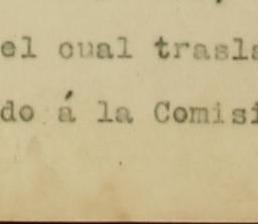 el cual trasla
do á la Comisi